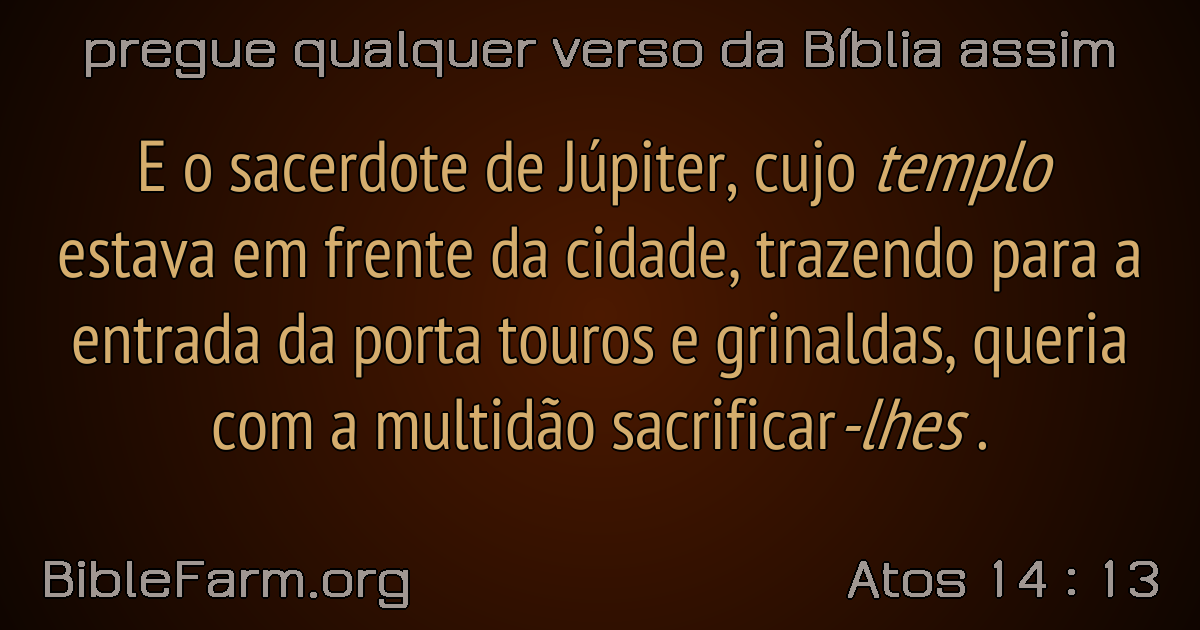 pregue qualquer verso da Bíblia assim
E o sacerdote de Júpiter, cujo templo
estava em frente da cidade, trazendo para a
entrada da porta touros e grinaldas, queria
com a multidão sacrificar-lhes .
BibleFarm.org
Atos 14 : 13